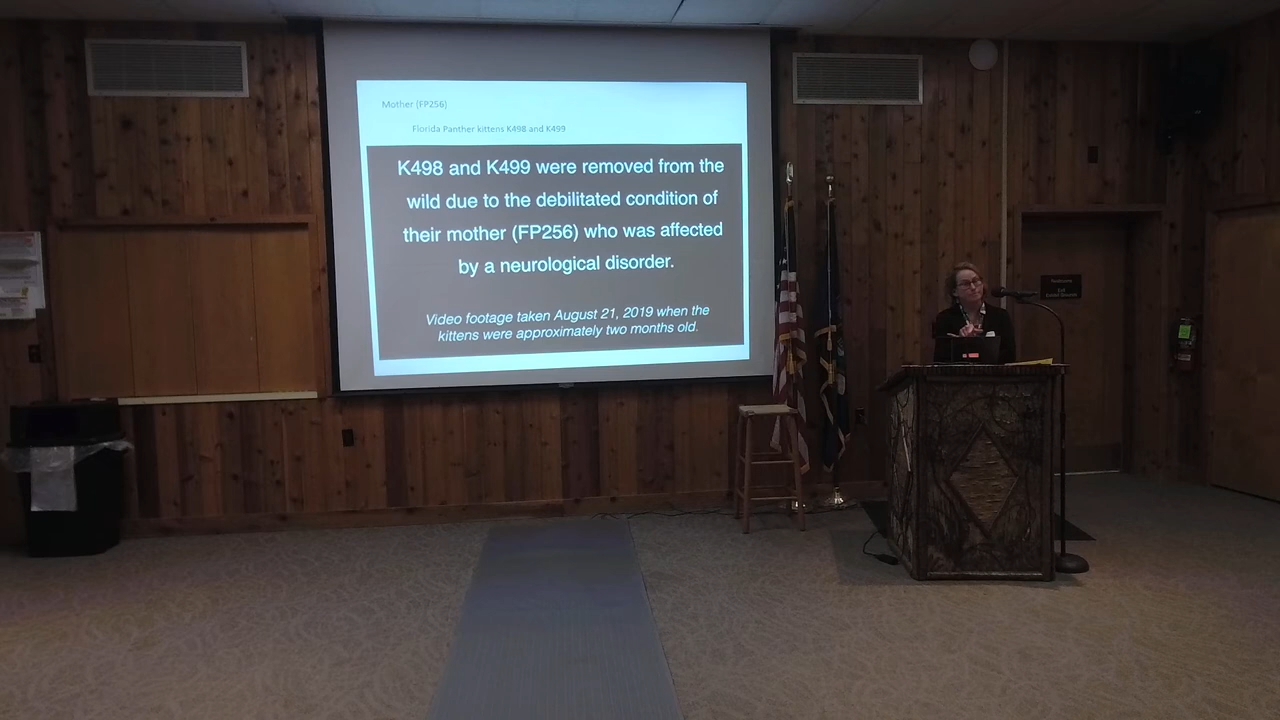 Mother (FP256)
Florida Panther kittens K498 and K499
K498 and K499 were removed from the
wild due to the debilitated condition of
their mother (FP256) who was affected
by a neurological disorder.
Video footage taken August 21, 2019 when the
kittens were approximately two months old.